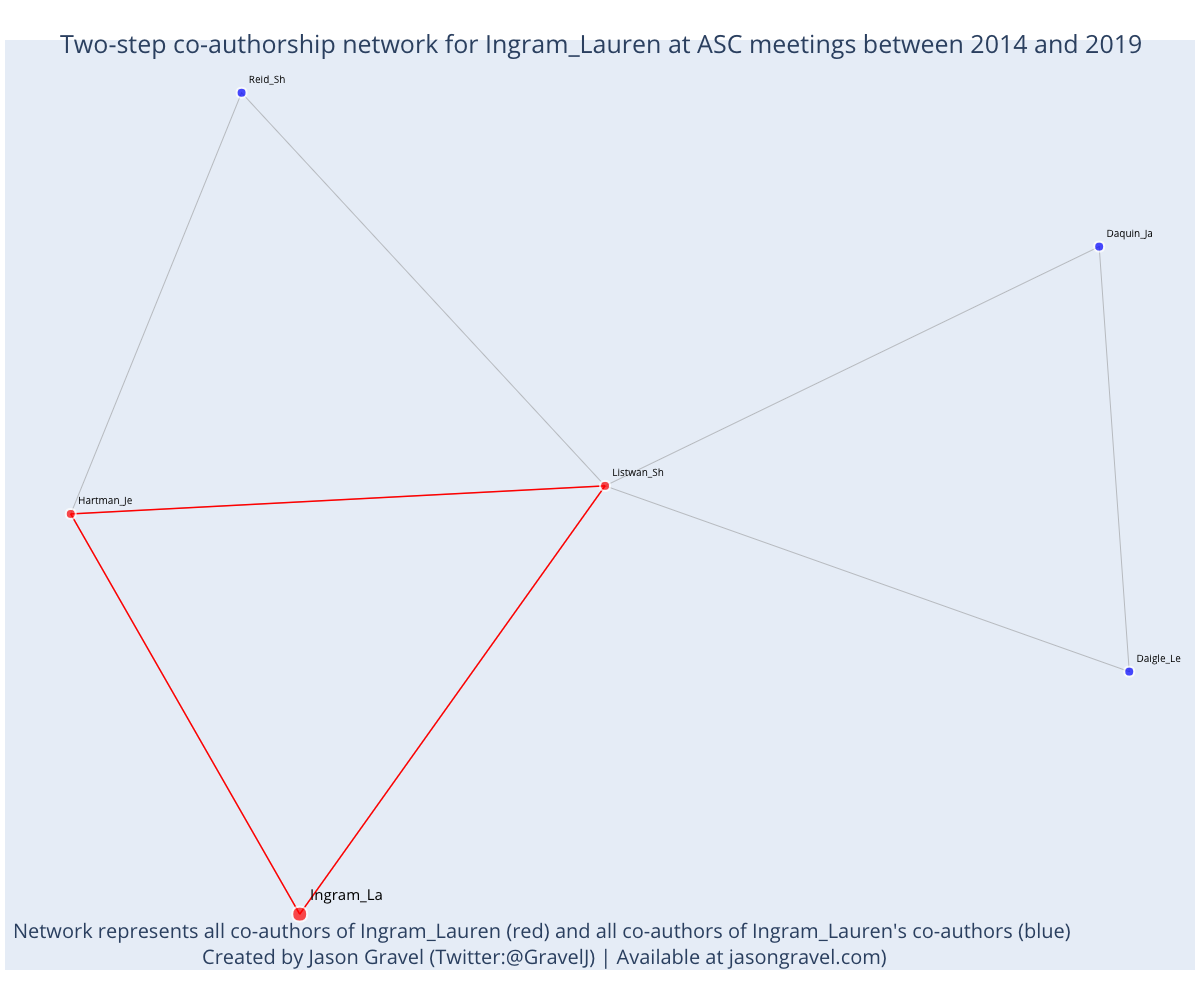 Two-step co-authorship network for Ingram_Lauren at ASC meetings between 2014 and 2019
Reid_Sh
Daquin_Ja
Listwan_Sh
Hartman_Je
Daigle_Le
Ingram_La
Network represents all co-authors of Ingram_Lauren (red) and all co-authors of Ingram_Lauren's co-authors (blue)
Created by Jason Gravel (Twitter:@GravelJ) | Available at jasongravel.com)